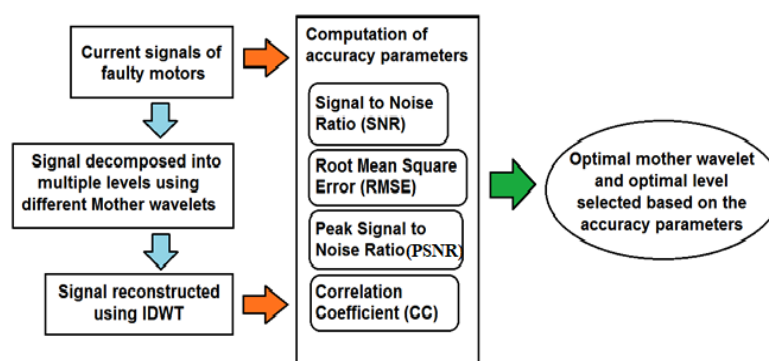 Current signals of
faulty motors
Signal decomposed into
multiple levels using
different Mother wavelets
Signal reconstructed
using IDWT
Computation of
accuracy parameters
Signal to Noise
Ratio (SNR)
Root Mean Square
Error (RMSE)
Peak Signal to
Noise Ratio(PSNR)
Correlation
Coefficient (CC)
Optimal mother wavelet
and optimal level
selected based on the
accuracy parameters